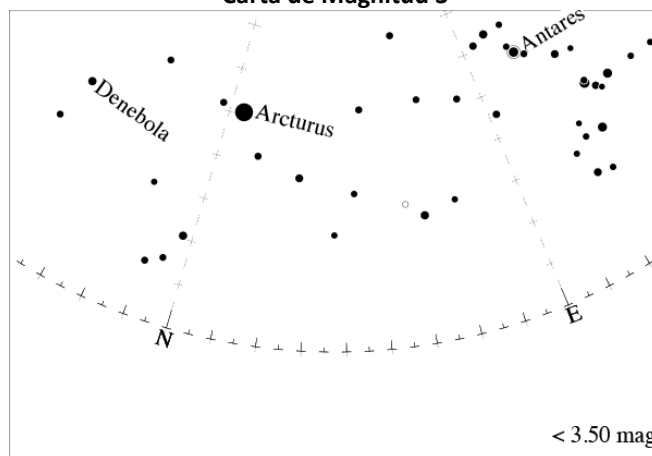 Carta de Magnitud 3
Antares
Denebola
Arcturus
N
E
< 3.50 mag